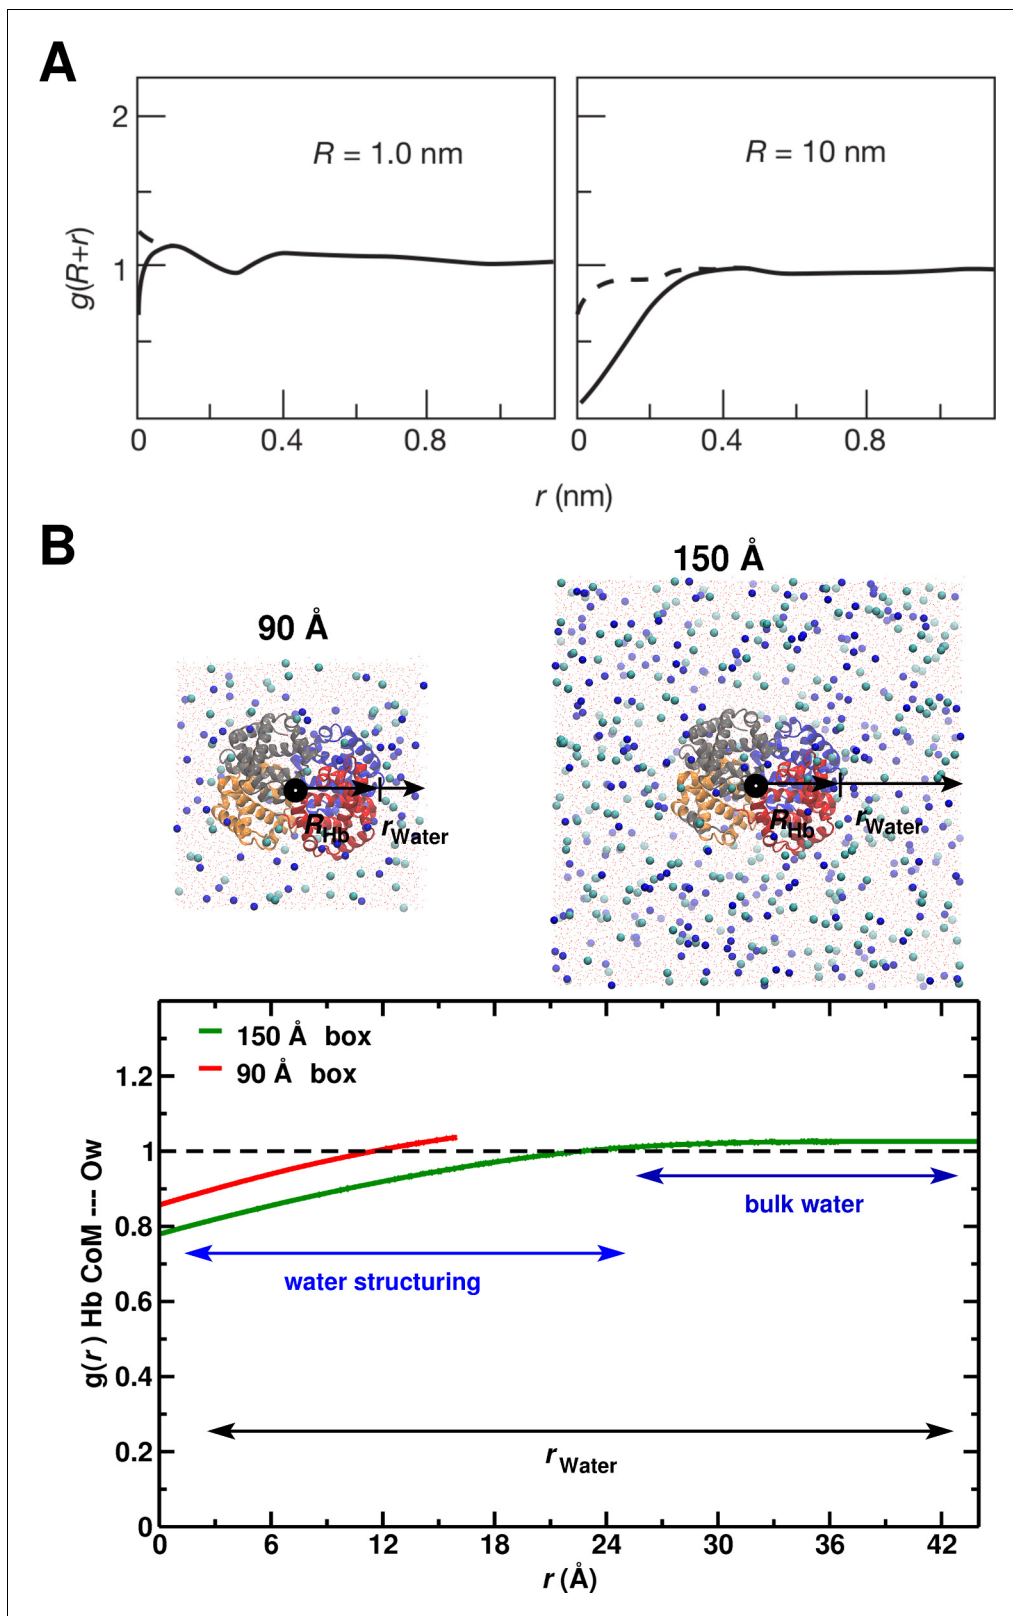 A
2
1
g(R+r)
R = 1.0 nm
R = 10 nm
0 0.4 0.8
0 0.4 0.8
r (nm)
B
90 Å
150 Å
RHb
rWater
RHb
rWater
150 Å box
90 Å box
1.2
1
0.8
0.6
0.4
0.2
0
g(r) Hb CoM --- Ow
bulk water
water structuring
rWater
0 6 12 18 24 30 36 42
r (Å)